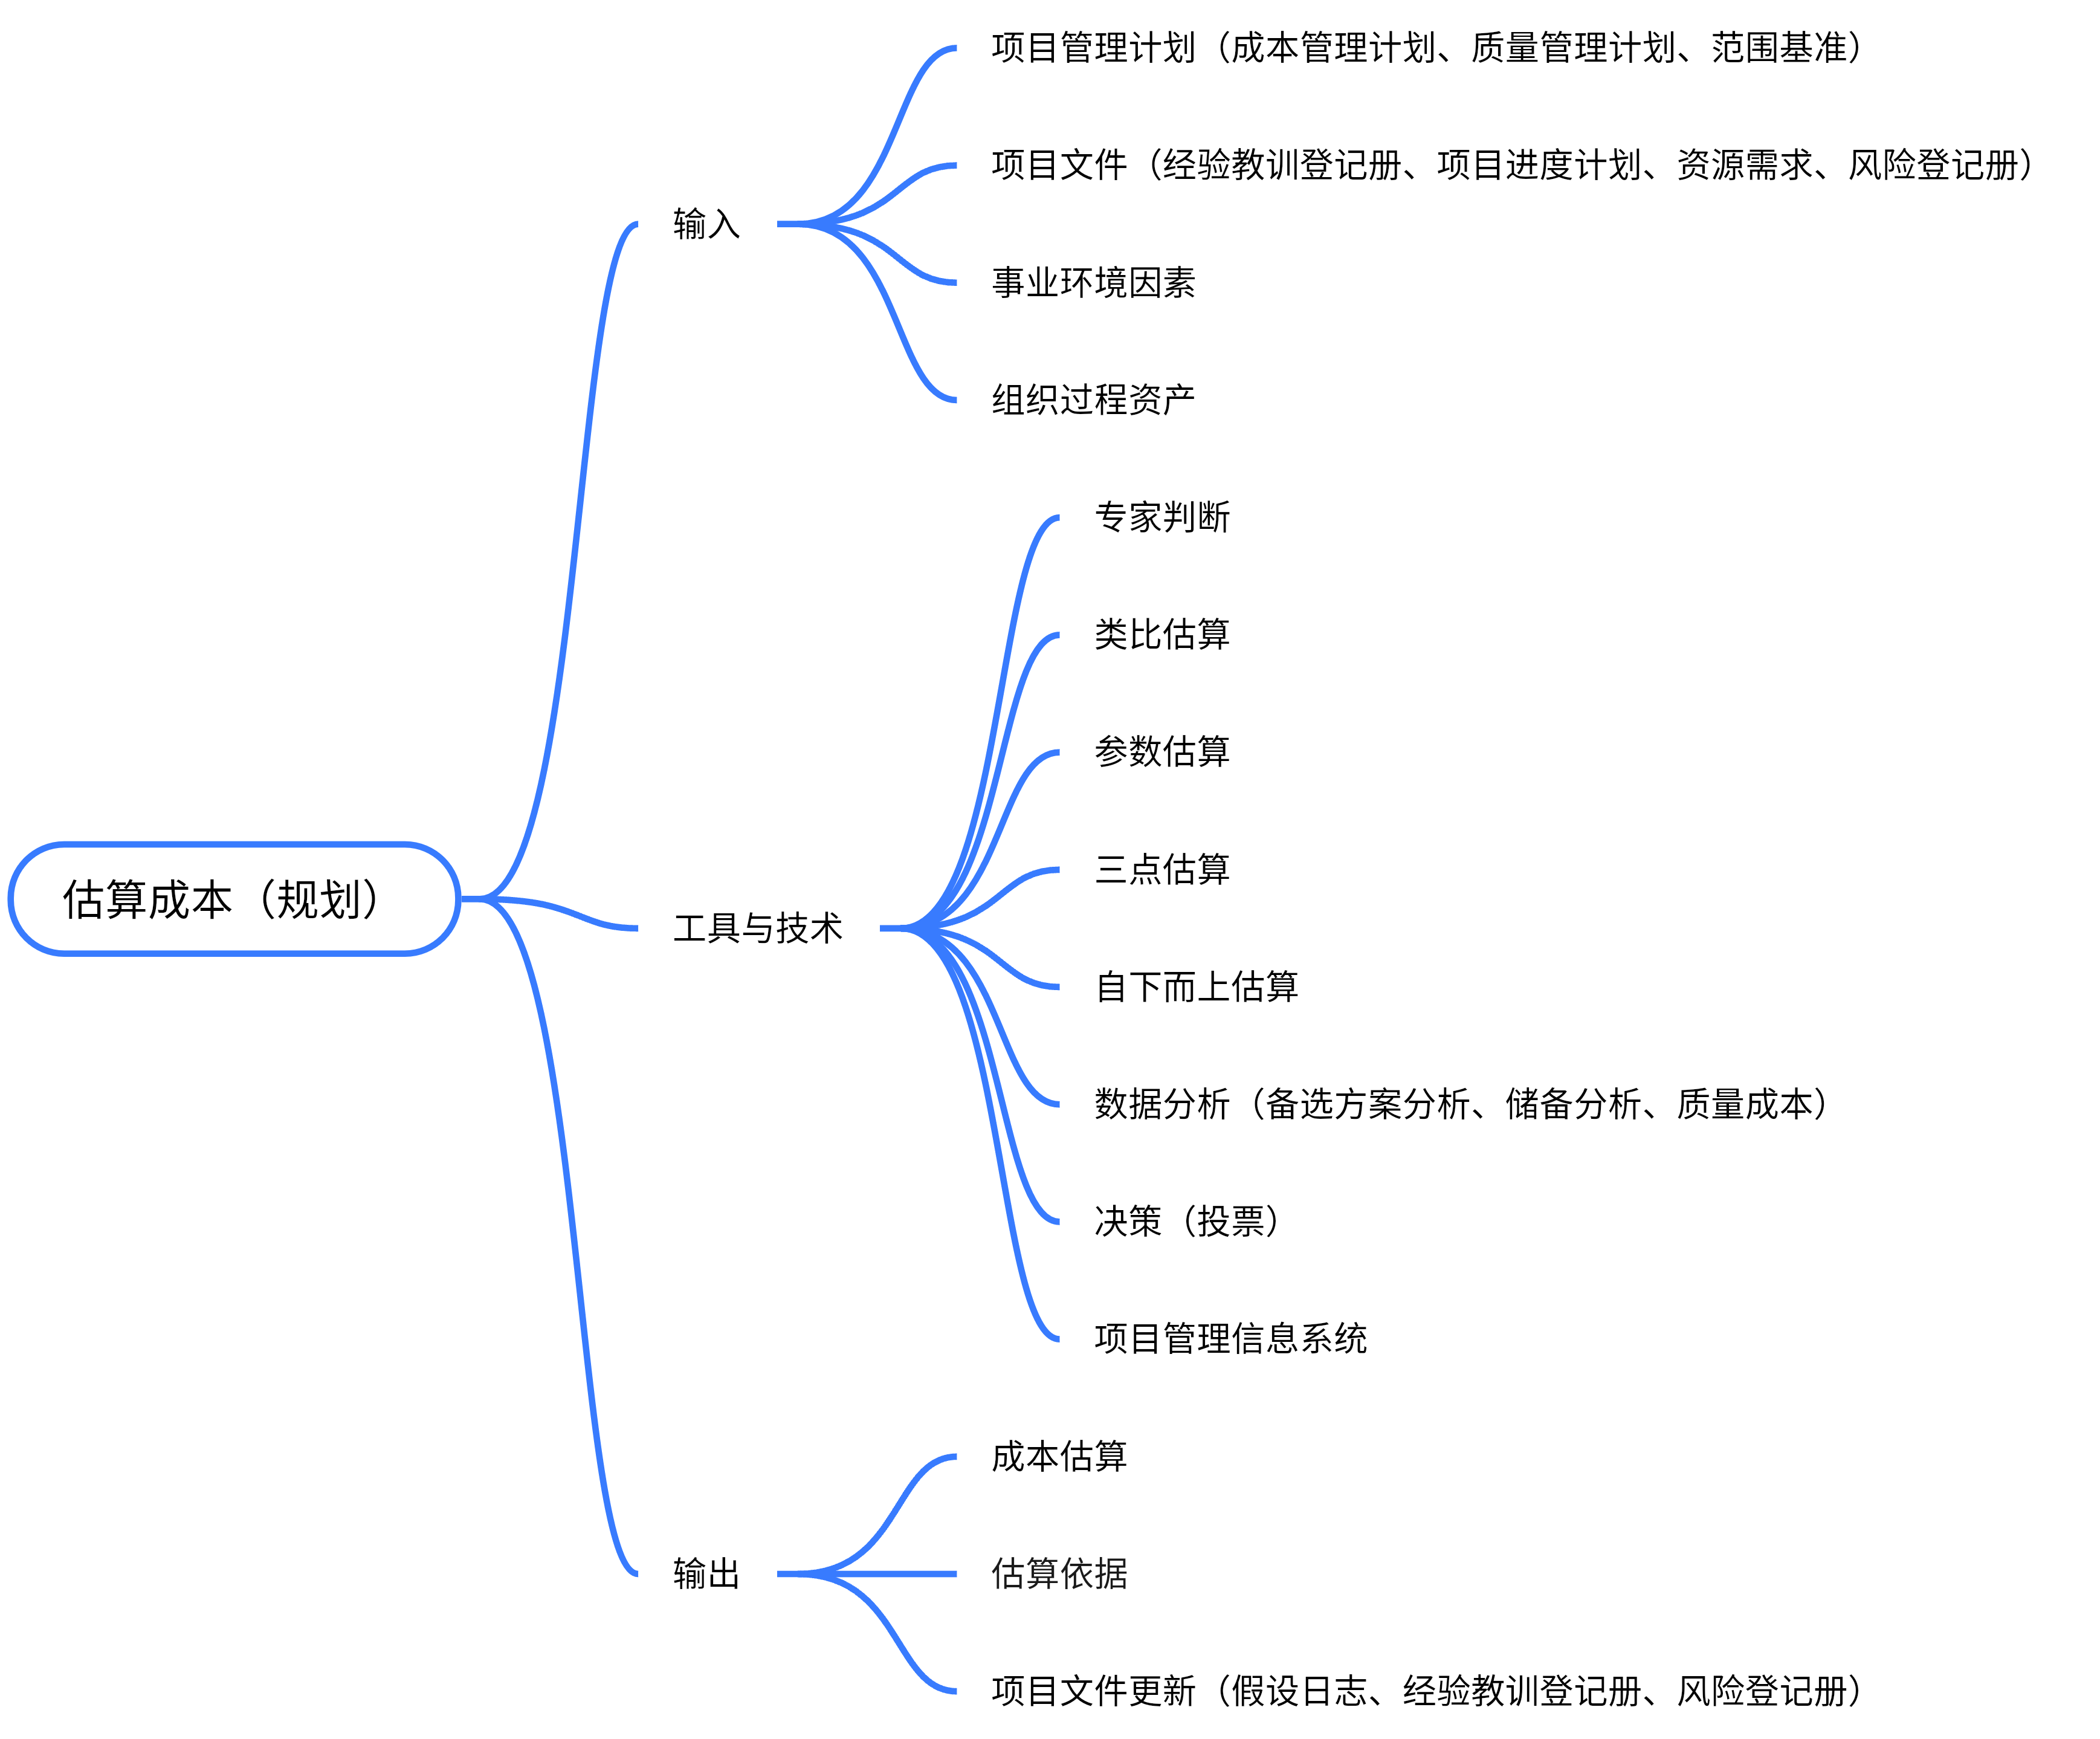 估算成本（规划）
输入
项目管理计划（成本管理计划、质量管理计划、范围基准）
项目文件（经验教训登记册、项目进度计划、资源需求、风险登记册）
事业环境因素
组织过程资产
工具与技术
专家判断
类比估算
参数估算
三点估算
自下而上估算
数据分析（备选方案分析、储备分析、质量成本）
决策（投票）
项目管理信息系统
输出
成本估算
估算依据
项目文件更新（假设日志、经验教训登记册、风险登记册）